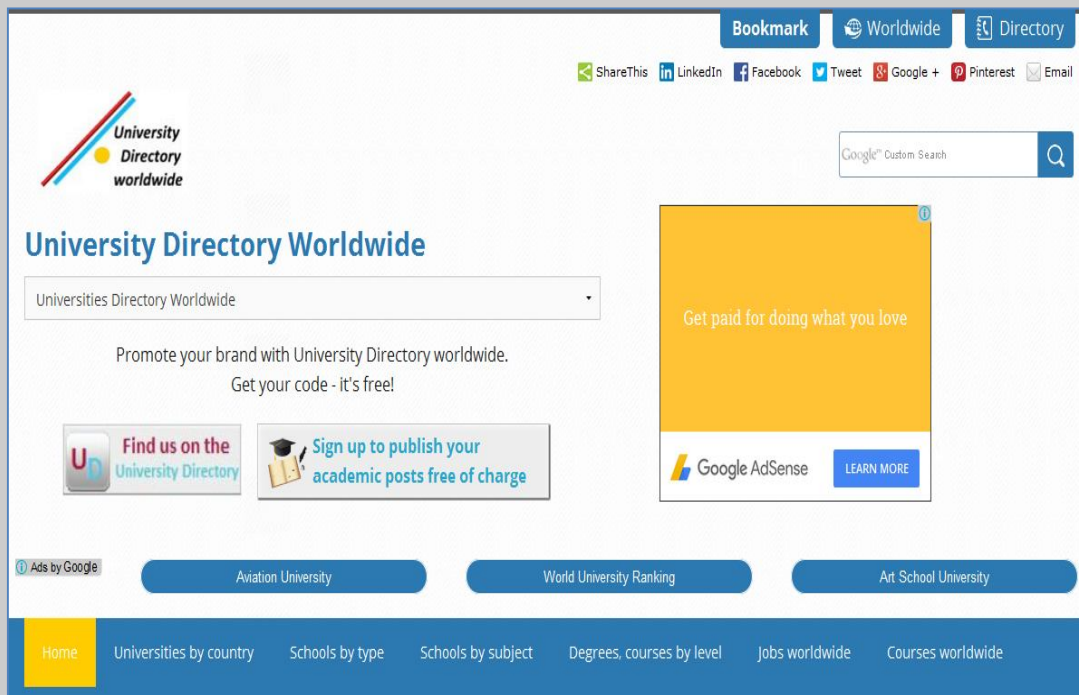 Bookmark
Worldwide
Directory
ShareThis LinkedIn Facebook Tweet Google + Pinterest Email
University
Directory
worldwide
Google™ Custom Search
University Directory Worldwide
Universities Directory Worldwide
Promote your brand with University Directory worldwide.
Get your code - it's free!
UD
Find us on the
University Directory
Sign up to publish your
academic posts free of charge
Get paid for doing what you love
Google AdSense
LEARN MORE
Ads by Google
Aviation University
World University Ranking
Art School University
Home
Universities by country
Schools by type
Schools by subject
Degrees, courses by level
Jobs worldwide
Courses worldwide